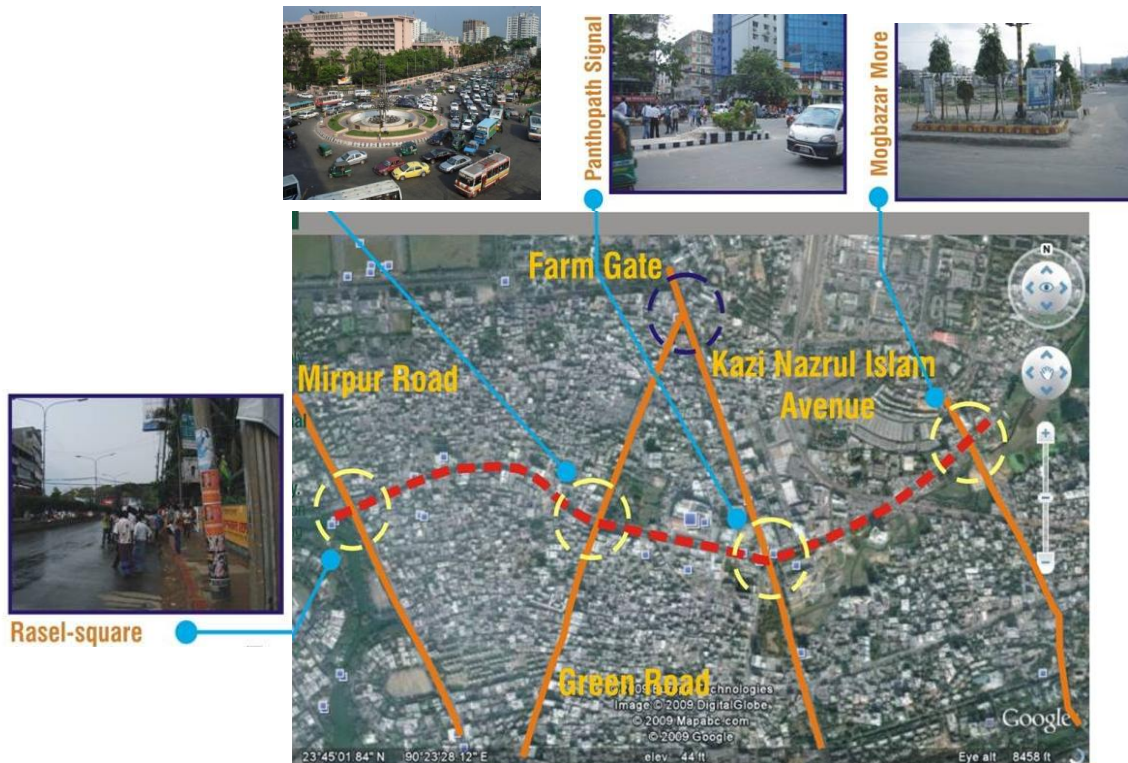 Panthopath Signal
Mogbazar More
N
Farm Gate
Mirpur Road
Kazi Nazrul Islam
Avenue
Rasel-square
Green Road
Image © 2009 DigitalGlobe
© 2009 Mapabc.com
© 2009 Google
Google
23°45'01.84" N 90°23'28.12" E elev 44 ft Eye alt 8458 ft